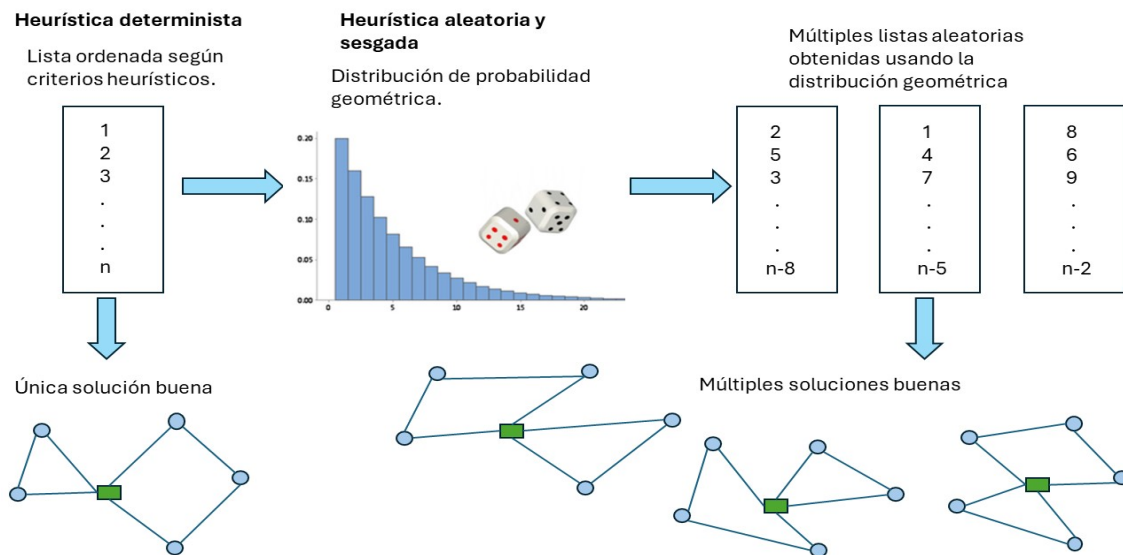 Heurística determinista
Lista ordenada según
criterios heurísticos.
1
2
3
.
.
.
n
Única solución buena
Heurística aleatoria y
sesgada
Distribución de probabilidad
geométrica.
0.20
0.15
0.10
0.05
0.00
0 5 10 15 20
Múltiples listas aleatorias
obtenidas usando la
distribución geométrica
2
5
3
.
.
.
n-8
1
4
7
.
.
.
n-5
8
6
9
.
.
.
n-2
Múltiples soluciones buenas